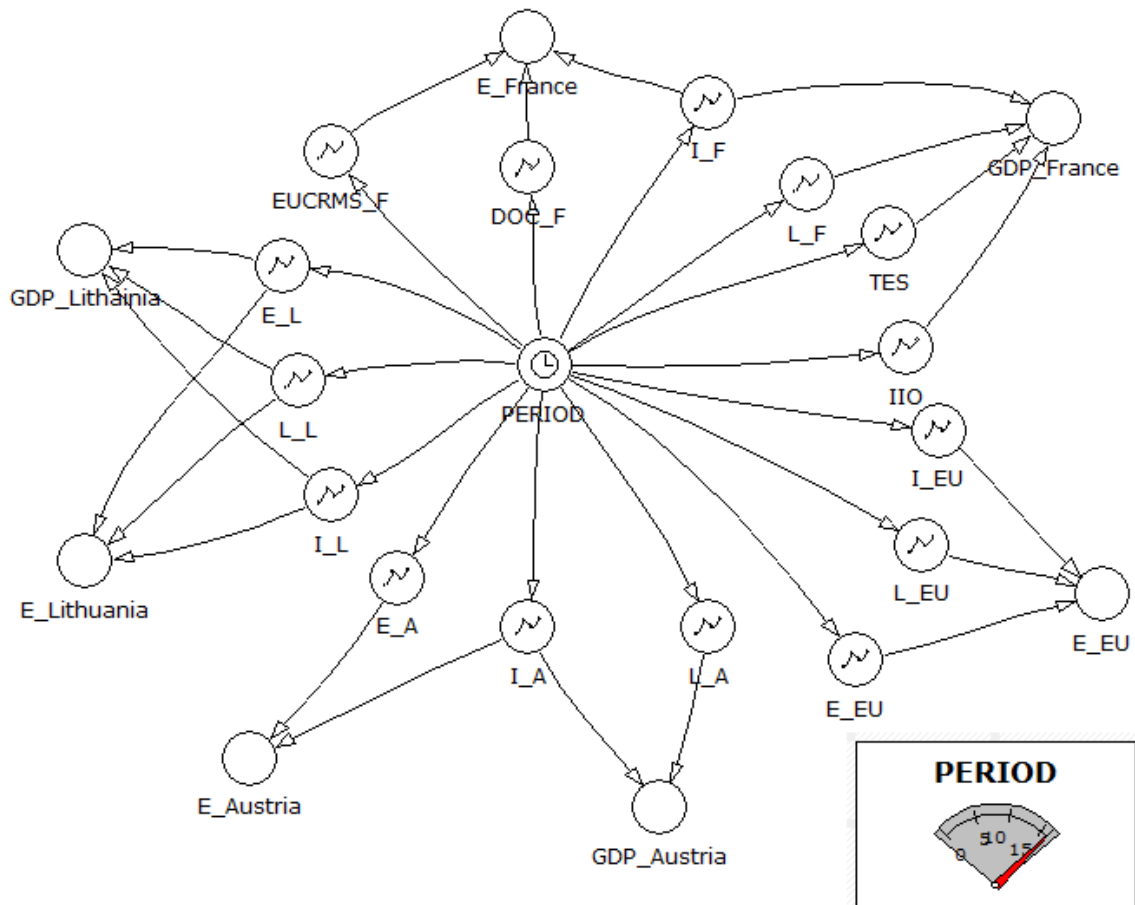 E_France
I_F
GDP_France
EUCRMS_F
DOC_F
L_F
TES
GDP_Lithainia
E_L
L_L
PERIOD
IIO
I_EU
I_L
L_EU
E_Lithuania
E_A
I_A
L_A
E_EU
E_EU
E_Austria
GDP_Austria
PERIOD
0 5 10 15